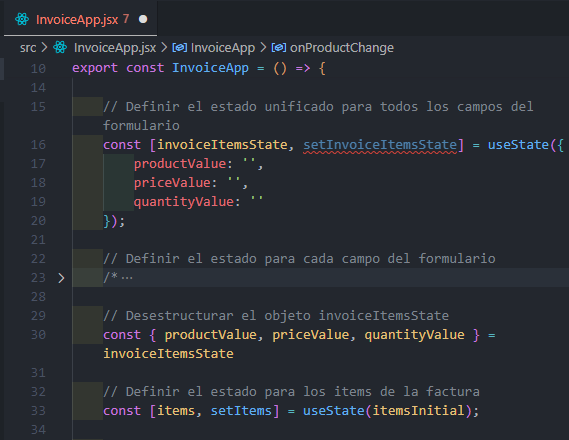 InvoiceApp.jsx 7
src > InvoiceApp.jsx > InvoiceApp > onProductChange
10 export const InvoiceApp = () => {
14
15 // Definir el estado unificado para todos los campos del
formulario
16 const [invoiceItemsState, setInvoiceItemsState] = useState({
17 productValue: '',
18 priceValue: '',
19 quantityValue: ''
20 });
21
22 // Definir el estado para cada campo del formulario
23 > /* ···
28
29 // Desestructurar el objeto invoiceItemsState
30 const { productValue, priceValue, quantityValue } =
invoiceItemsState
31
32 // Definir el estado para los items de la factura
33 const [items, setItems] = useState(itemsInitial);
34